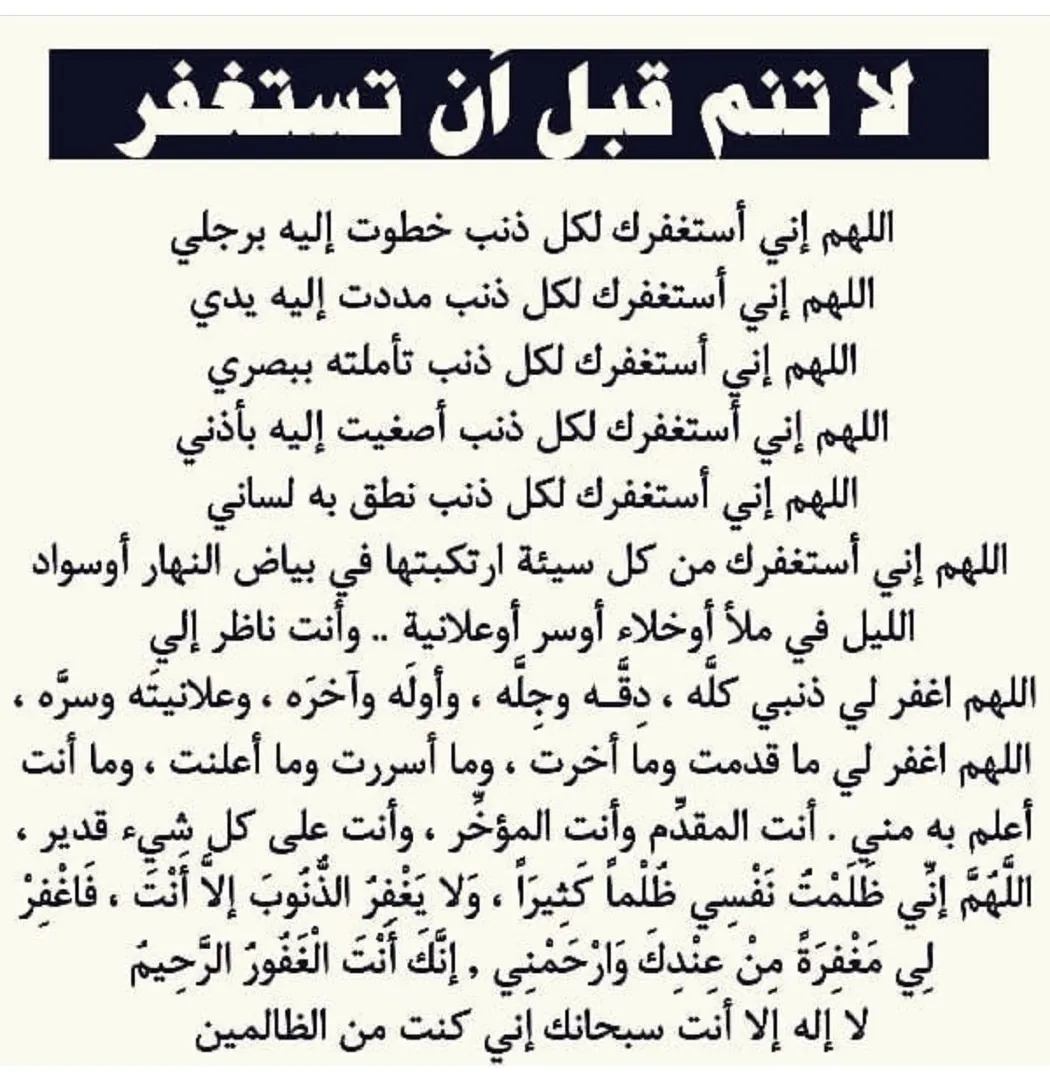 لا تنم قبل أن تستغفر
اللهم إني أستغفرك لكل ذنب خطوت إليه برجلي
اللهم إني أستغفرك لكل ذنب مددت إليه يدي
اللهم إني أستغفرك لكل ذنب تأملته ببصري
اللهم إني أستغفرك لكل ذنب أصغيت إليه بأذني
اللهم إني أستغفرك لكل ذنب نطق به لساني
اللهم إني أستغفرك من كل سيئة ارتكبتها في بياض النهار أوسواد
الليل في ملأ أوخلاء أوسر أوعلانية .. وأنت ناظر إلي
اللهم اغفر لي ذنبي كلَّه ، دِقَّـه وجِلَّه ، وأولَه وآخرَه ، وعلانيتَه وسرَّه ،
اللهم اغفر لي ما قدمت وما أخرت ، وما أسررت وما أعلنت ، وما أنت
أعلم به مني . أنت المقدِّم وأنت المؤخِّر ، وأنت على كل شيء قدير ،
اللَّهُمَّ إنِّي ظَلَمْتُ نَفْسِي ظُلْماً كَثِيرَاً ، وَلا يَغْفِرُ الذُّنُوبَ إلاَّ أَنْتَ ، فَاغْفِرْ
لِي مَغْفِرَةً مِنْ عِنْدِكَ وَارْحَمْنِي , إنَّكَ أَنْتَ الْغَفُورُ الرَّحِيمُ
لا إله إلا أنت سبحانك إني كنت من الظالمين